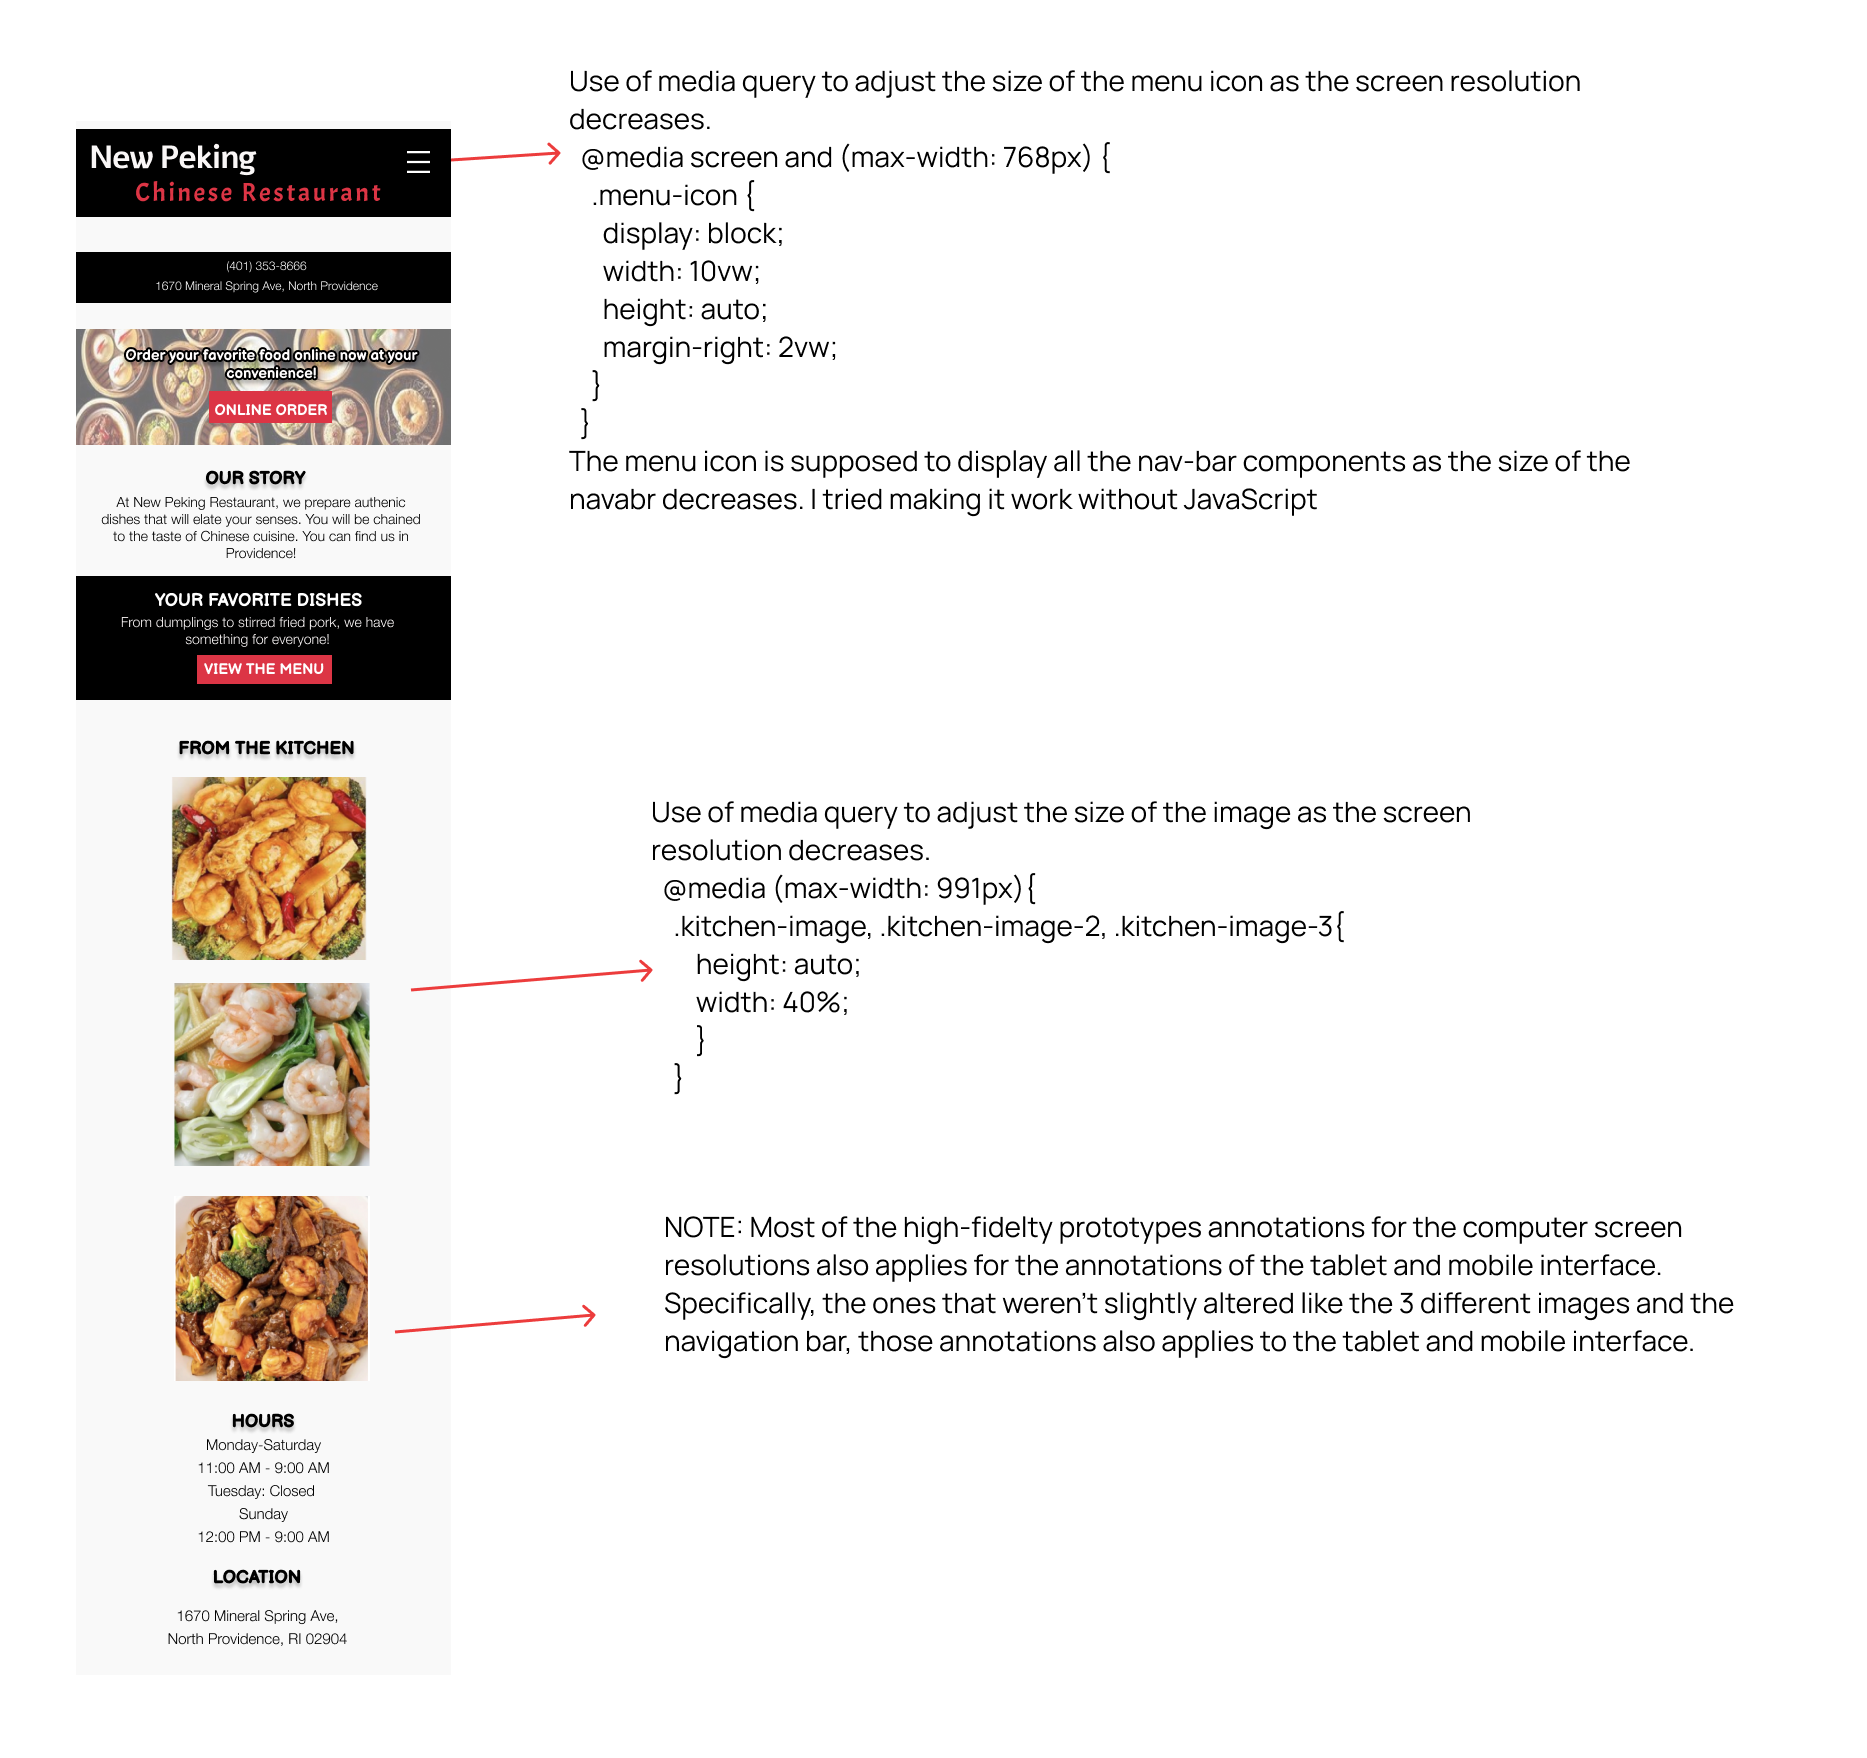 New Peking
Chinese Restaurant
(401) 353-8666
1670 Mineral Spring Ave, North Providence
Order your favorite food online now at your
convenience!
ONLINE ORDER
OUR STORY
At New Peking Restaurant, we prepare authenic
dishes that will elate your senses. You will be chained
to the taste of Chinese cuisine. You can find us in
Providence!
YOUR FAVORITE DISHES
From dumplings to stirred fried pork, we have
something for everyone!
VIEW THE MENU
FROM THE KITCHEN
HOURS
Monday-Saturday
11:00 AM - 9:00 AM
Tuesday: Closed
Sunday
12:00 PM - 9:00 AM
LOCATION
1670 Mineral Spring Ave,
North Providence, RI 02904
Use of media query to adjust the size of the menu icon as the screen resolution
decreases.
@media screen and (max-width: 768px) {
.menu-icon {
display: block;
width: 10vw;
height: auto;
margin-right: 2vw;
}
}
The menu icon is supposed to display all the nav-bar components as the size of the
navabr decreases. I tried making it work without JavaScript
Use of media query to adjust the size of the image as the screen
resolution decreases.
@media (max-width: 991px){
.kitchen-image, .kitchen-image-2, .kitchen-image-3{
height: auto;
width: 40%;
}
}
NOTE: Most of the high-fidelty prototypes annotations for the computer screen
resolutions also applies for the annotations of the tablet and mobile interface.
Specifically, the ones that weren't slightly altered like the 3 different images and the
navigation bar, those annotations also applies to the tablet and mobile interface.